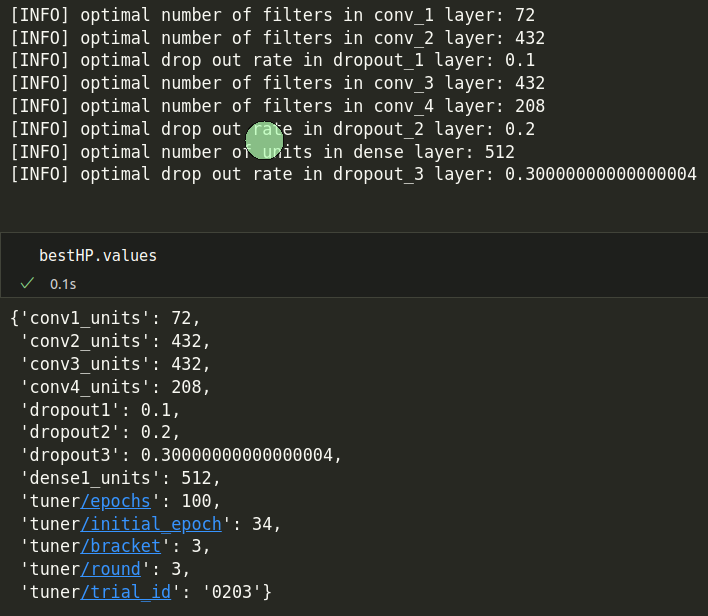 [INFO] optimal number of filters in conv_1 layer: 72
[INFO] optimal number of filters in conv_2 layer: 432
[INFO] optimal drop out rate in dropout_1 layer: 0.1
[INFO] optimal number of filters in conv_3 layer: 432
[INFO] optimal number of filters in conv_4 layer: 208
[INFO] optimal drop out rate in dropout_2 layer: 0.2
[INFO] optimal number of units in dense layer: 512
[INFO] optimal drop out rate in dropout_3 layer: 0.30000000000000004
bestHP.values
0.1s
{'conv1_units': 72,
'conv2_units': 432,
'conv3_units': 432,
'conv4_units': 208,
'dropout1': 0.1,
'dropout2': 0.2,
'dropout3': 0.30000000000000004,
'dense1_units': 512,
'tuner/epochs': 100,
'tuner/initial_epoch': 34,
'tuner/bracket': 3,
'tuner/round': 3,
'tuner/trial_id': '0203'}